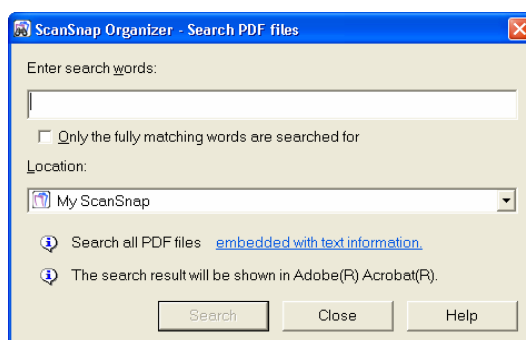 ScanSnap Organizer - Search PDF files
Enter search words:
Only the fully matching words are searched for
Location:
My ScanSnap
Search all PDF files embedded with text information.
The search result will be shown in Adobe(R) Acrobat(R).
Search Close Help